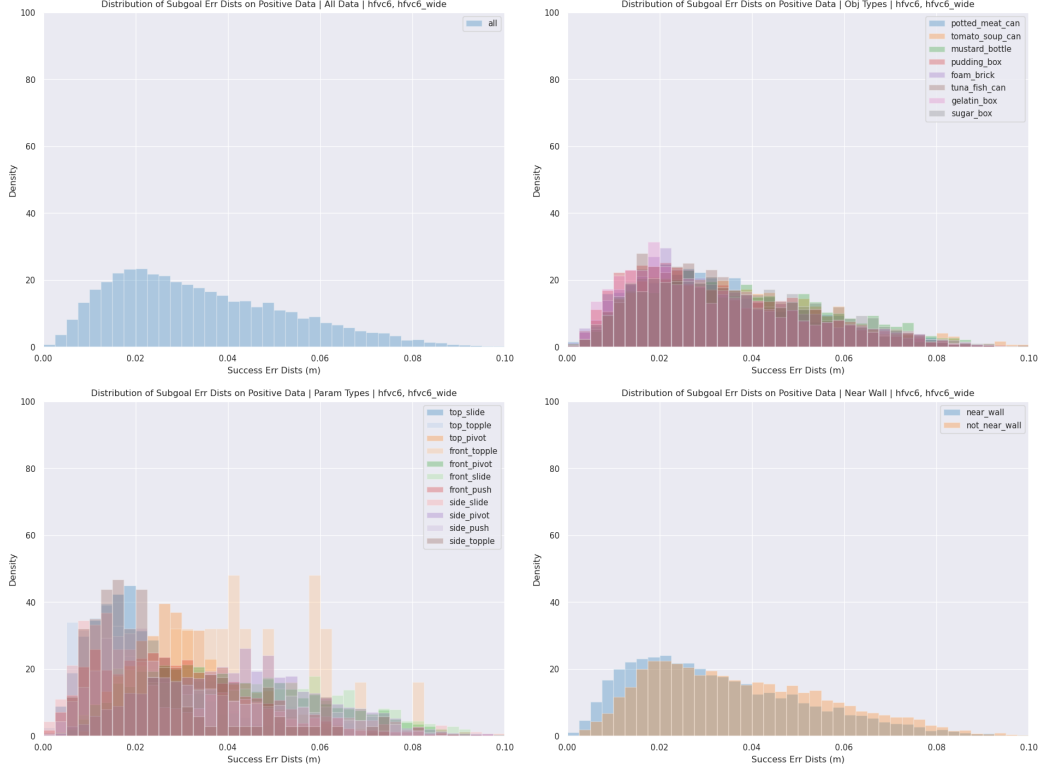 Distribution of Subgoal Err Dists on Positive Data | All Data | hfvc6, hfvc6_wide
100
80
60
40
20
0
Density
0.00 0.02 0.04 0.06 0.08 0.10
Success Err Dists (m)
all
Distribution of Subgoal Err Dists on Positive Data | Obj Types | hfvc6, hfvc6_wide
100
80
60
40
20
0
Density
0.00 0.02 0.04 0.06 0.08 0.10
Success Err Dists (m)
potted_meat_can
tomato_soup_can
mustard_bottle
pudding_box
foam_brick
tuna_fish_can
gelatin_box
sugar_box
Distribution of Subgoal Err Dists on Positive Data | Param Types | hfvc6, hfvc6_wide
100
80
60
40
20
0
Density
0.00 0.02 0.04 0.06 0.08 0.10
Success Err Dists (m)
top_slide
top_topple
top_pivot
front_topple
front_pivot
front_slide
front_push
side_slide
side_pivot
side_push
side_topple
Distribution of Subgoal Err Dists on Positive Data | Near Wall | hfvc6, hfvc6_wide
100
80
60
40
20
0
Density
0.00 0.02 0.04 0.06 0.08 0.10
Success Err Dists (m)
near_wall
not_near_wall